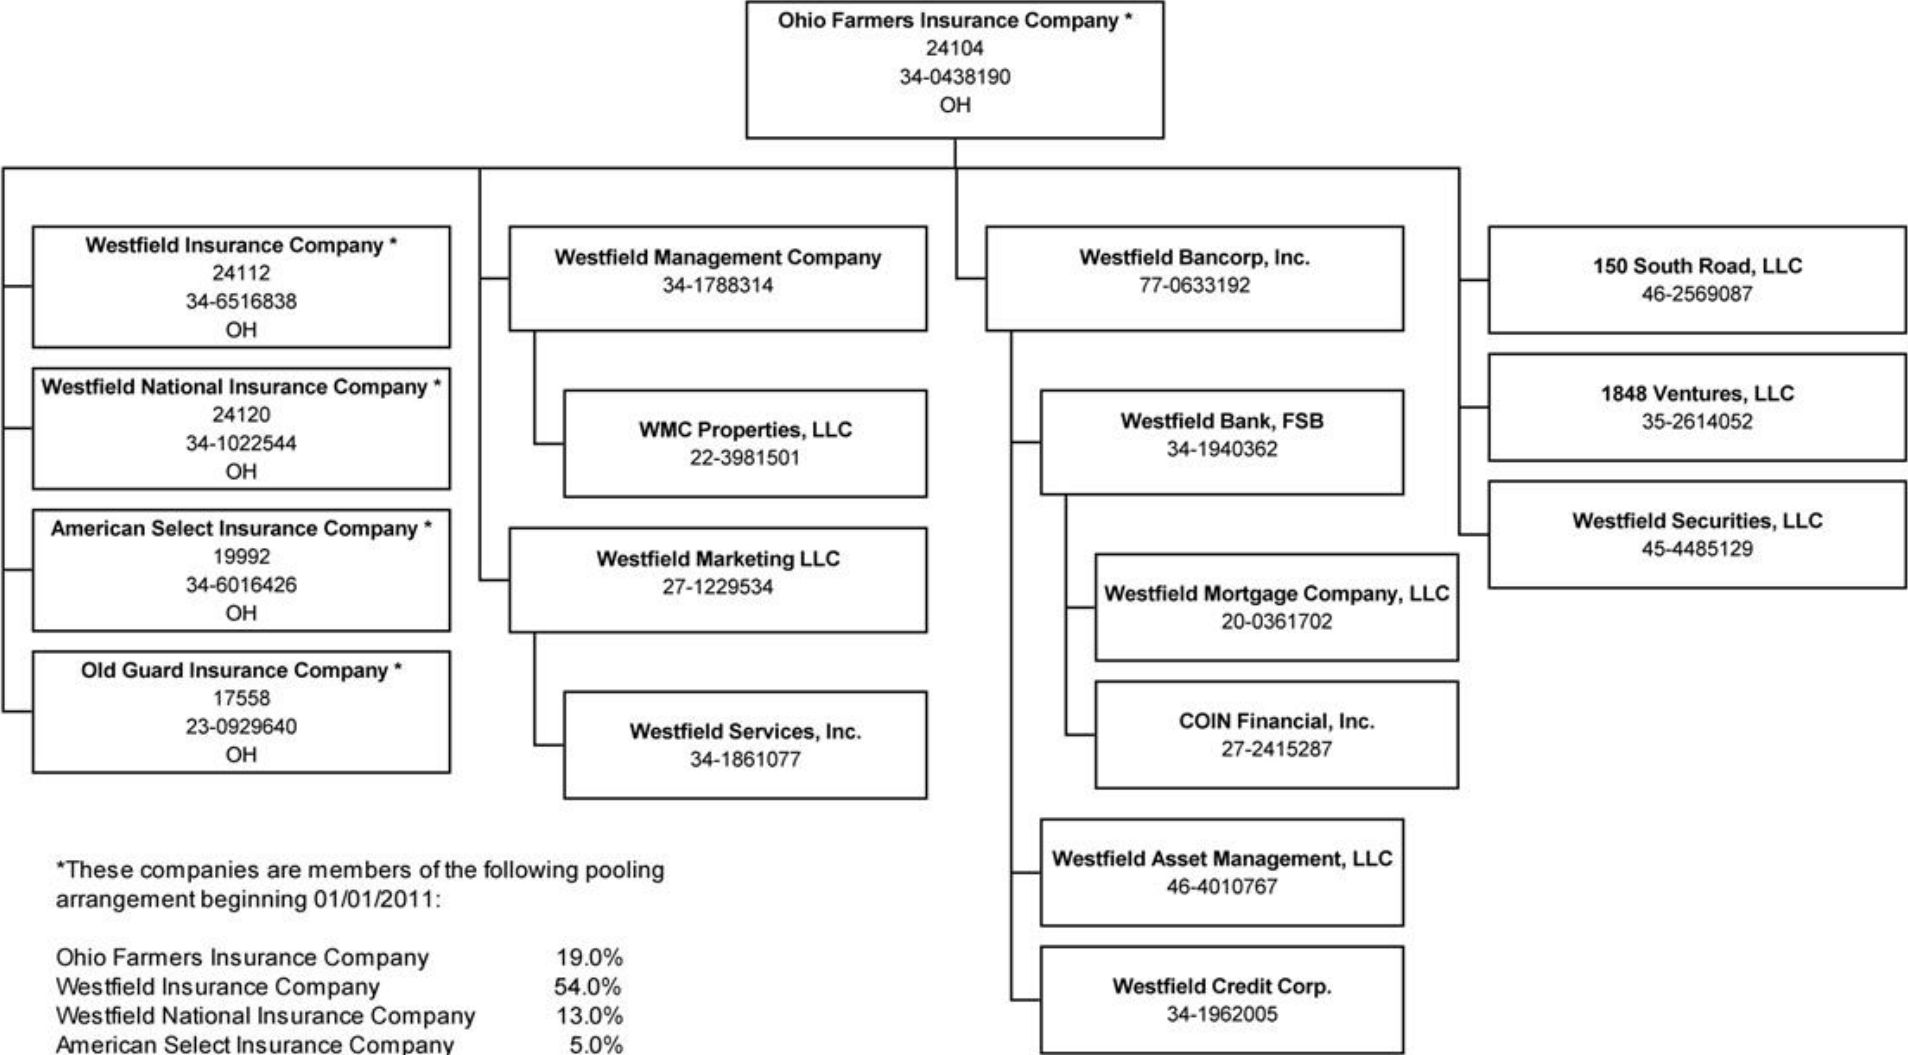 Ohio Farmers Insurance Company *
24104
34-0438190
OH
Westfield Insurance Company *
24112
34-6516838
OH
Westfield National Insurance Company *
24120
34-1022544
OH
American Select Insurance Company *
19992
34-6016426
OH
Old Guard Insurance Company *
17558
23-0929640
OH
Westfield Management Company
34-1788314
WMC Properties, LLC
22-3981501
Westfield Marketing LLC
27-1229534
Westfield Services, Inc.
34-1861077
Westfield Bancorp, Inc.
77-0633192
Westfield Bank, FSB
34-1940362
Westfield Mortgage Company, LLC
20-0361702
COIN Financial, Inc.
27-2415287
Westfield Asset Management, LLC
46-4010767
Westfield Credit Corp.
34-1962005
150 South Road, LLC
46-2569087
1848 Ventures, LLC
35-2614052
Westfield Securities, LLC
45-4485129
*These companies are members of the following pooling
arrangement beginning 01/01/2011:
Ohio Farmers Insurance Company 19.0%
Westfield Insurance Company 54.0%
Westfield National Insurance Company 13.0%
American Select Insurance Company 5.0%